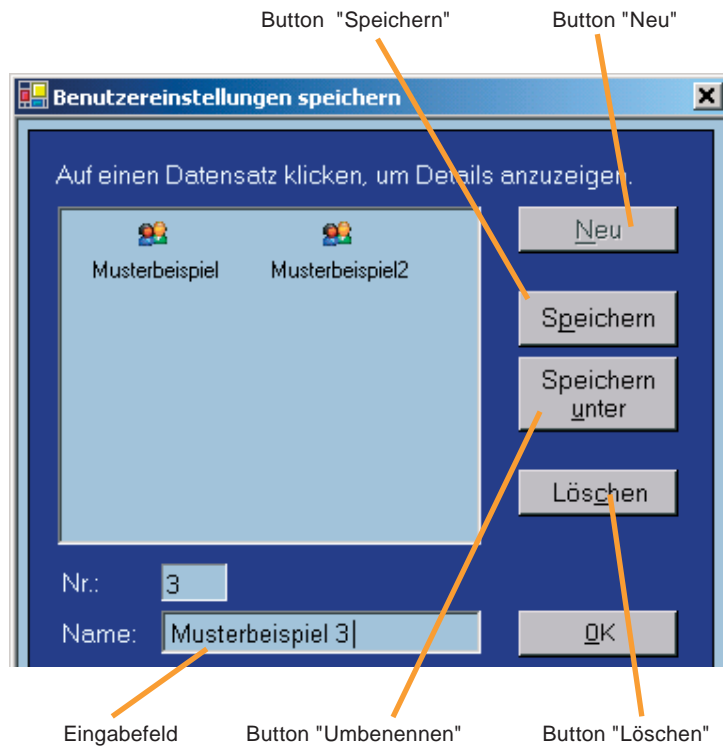 Button "Speichern" Button "Neu"
Benutzereinstellungen speichern
Auf einen Datensatz klicken, um Details anzuzeigen.
Musterbeispiel Musterbeispiel2
Neu
Speichern
Speichern
unter
Löschen
Nr.: 3
Name: Musterbeispiel 3
OK
Eingabefeld Button "Umbenennen" Button "Löschen"